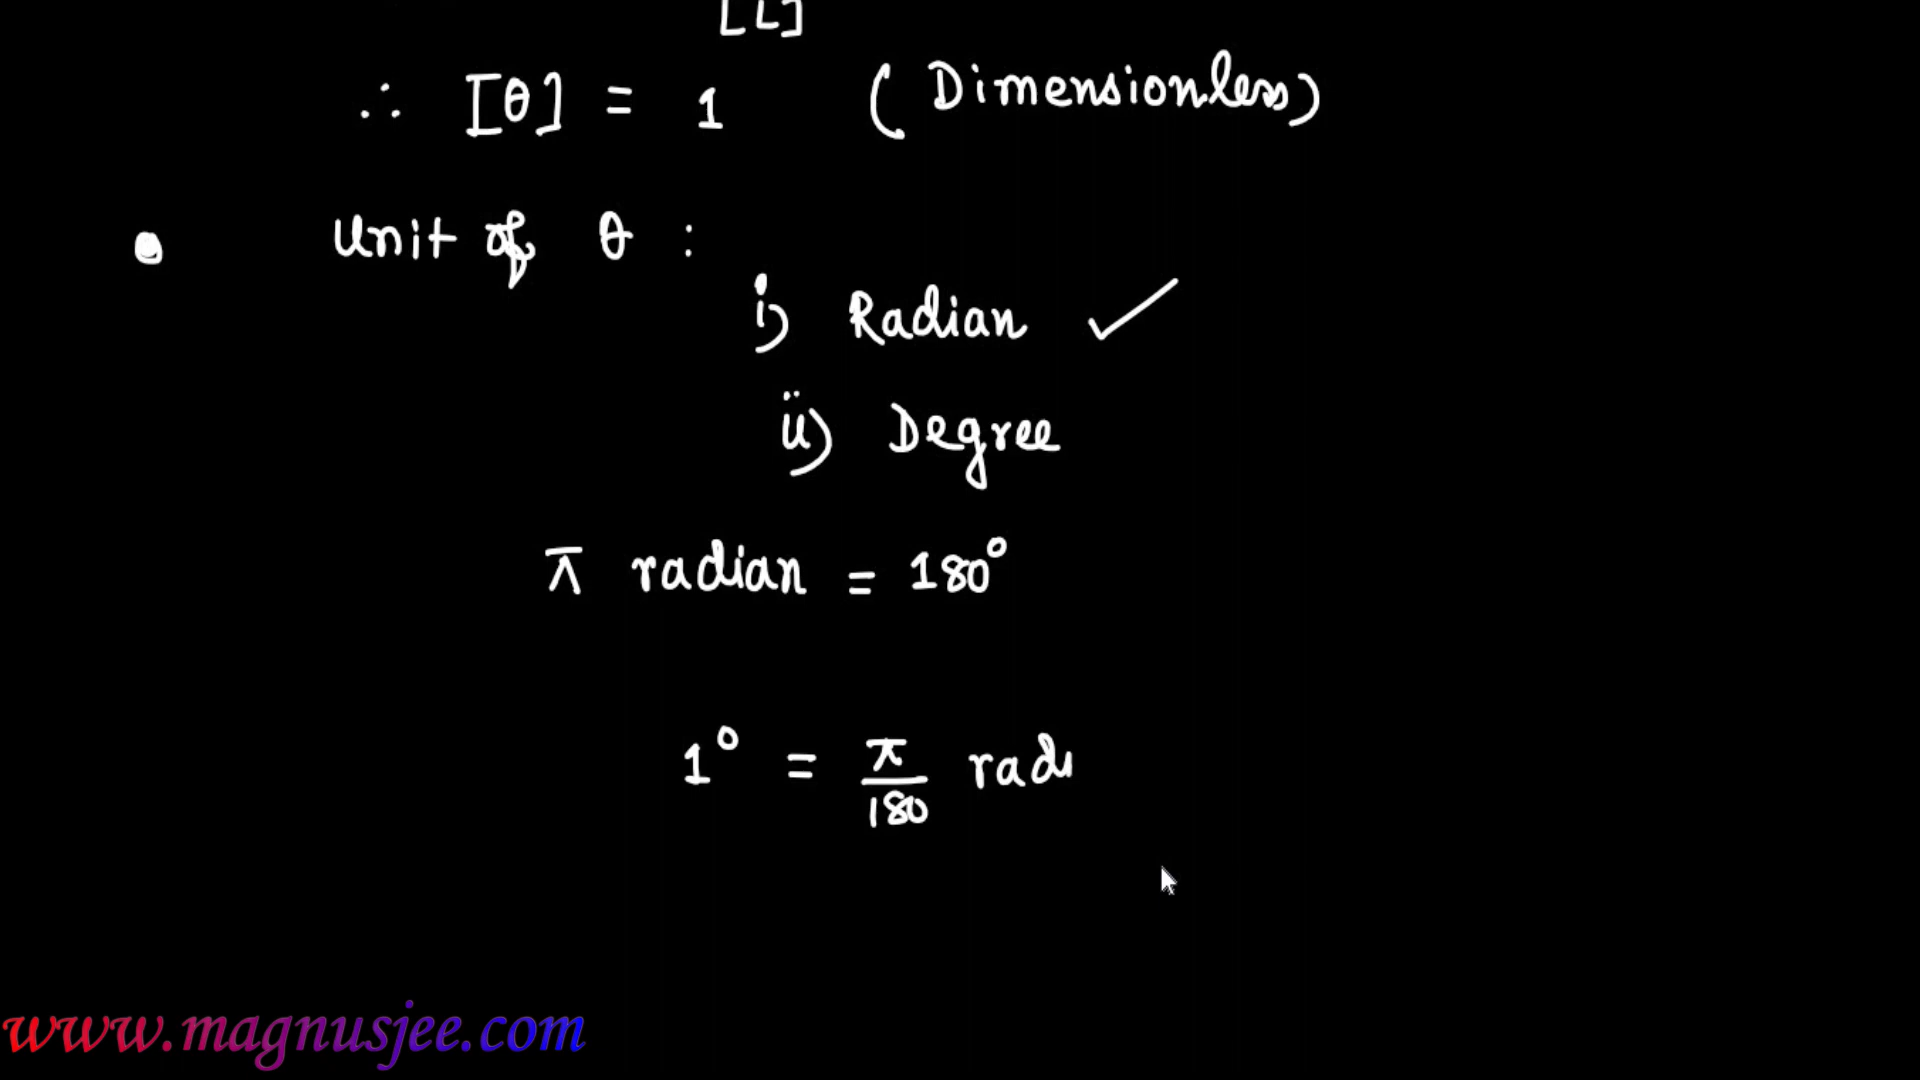 [L]
∴ [θ] = 1 (Dimensionless)
• Unit of θ :
i) Radian ✓
ii) Degree
π radian = 180°
1° = π/180 radi
www.magnusjee.com